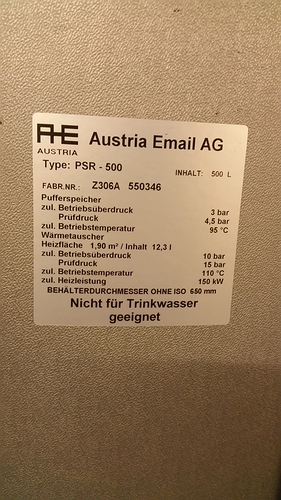 AHE Austria Email AG
AUSTRIA
Type: PSR - 500
INHALT: 500 L
FABR.NR.: Z306A 550346
Pufferspeicher
zul. Betriebsüberdruck 3 bar
Prüfdruck 4,5 bar
zul. Betriebstemperatur 95 °C
Wärmetauscher
Heizfläche 1,90 m² / Inhalt 12,3 l
zul. Betriebsüberdruck 10 bar
Prüfdruck 15 bar
zul. Betriebstemperatur 110 °C
zul. Heizleistung 150 kW
BEHÄLTERDURCHMESSER OHNE ISO 650 mm
Nicht für Trinkwasser
geeignet